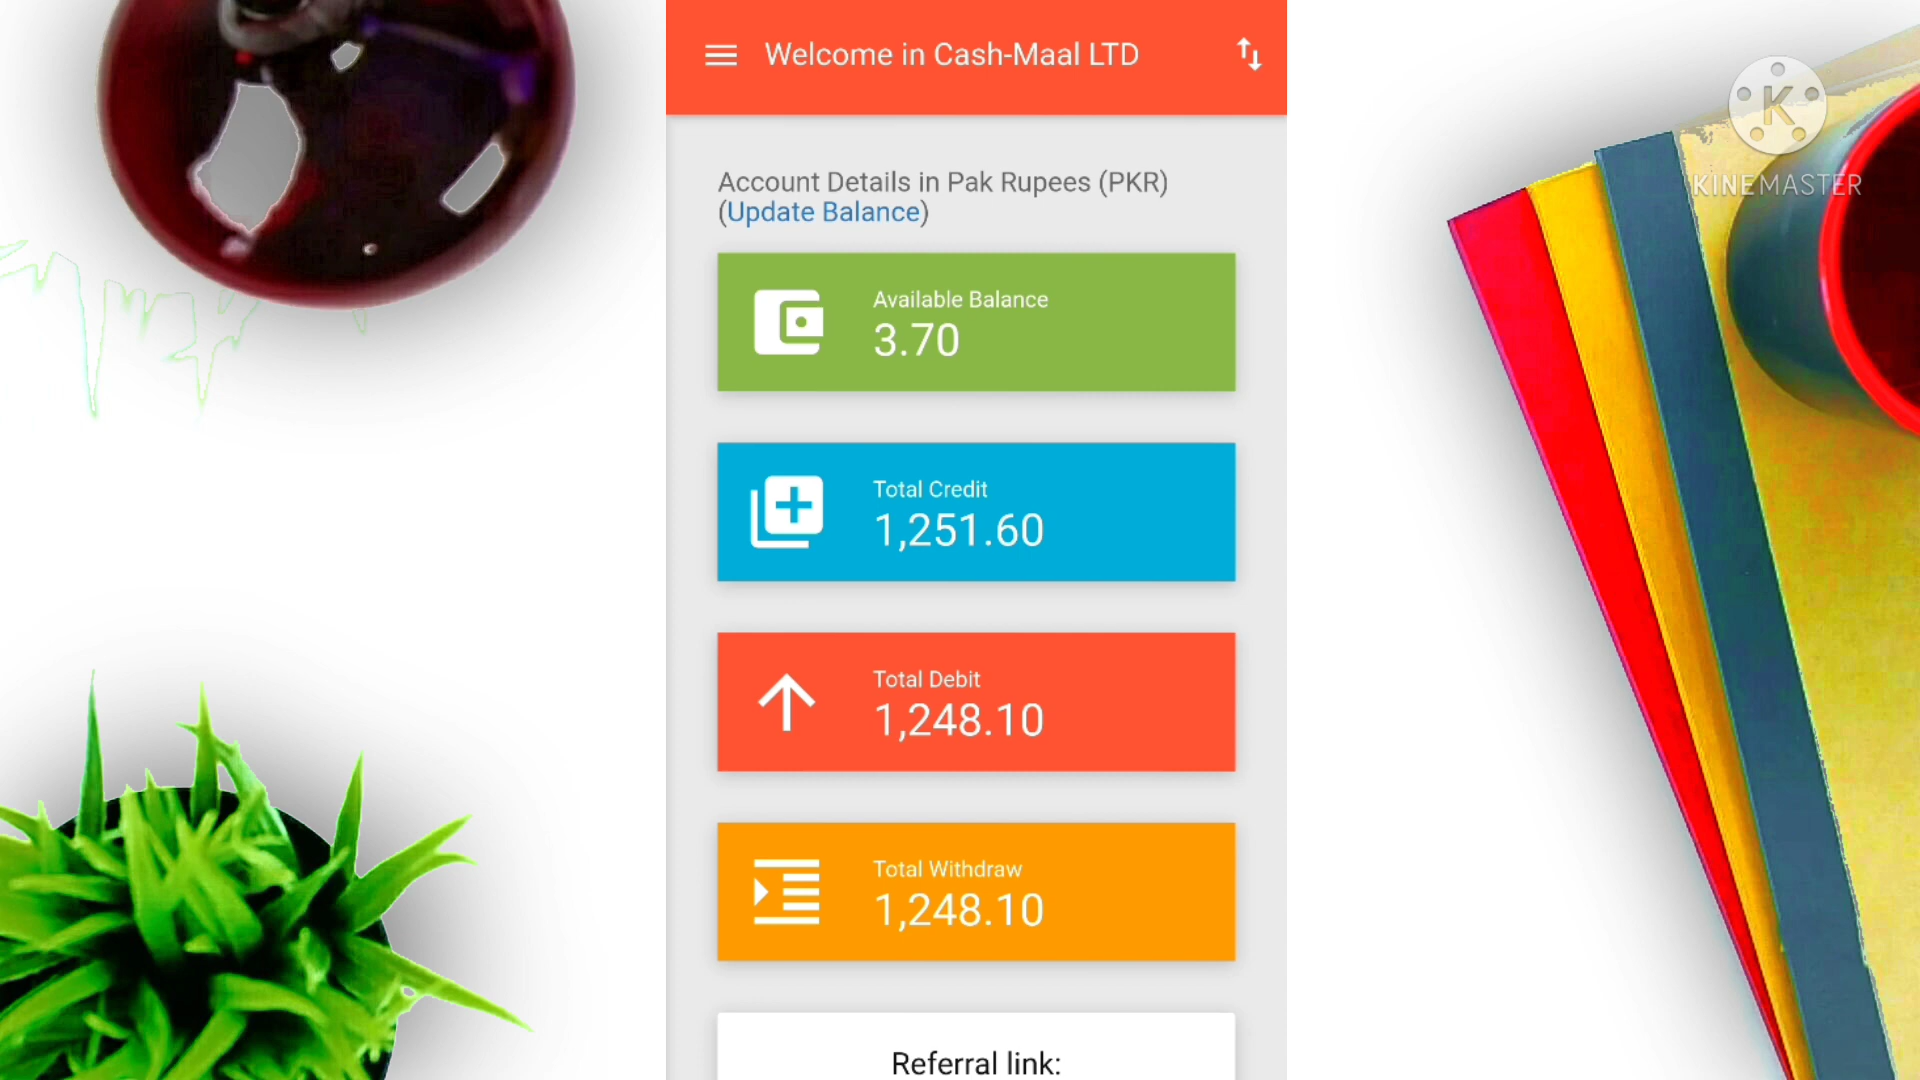 Welcome in Cash-Maal LTD
Account Details in Pak Rupees (PKR)
(Update Balance)
Available Balance
3.70
Total Credit
1,251.60
Total Debit
1,248.10
Total Withdraw
1,248.10
Referral link:
K
KINEMASTER